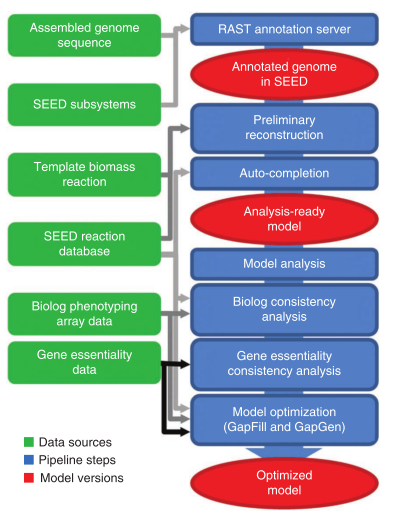 Assembled genome
sequence
SEED subsystems
Template biomass
reaction
SEED reaction
database
Biolog phenotyping
array data
Gene essentiality
data
RAST annotation server
Annotated genome
in SEED
Preliminary
reconstruction
Auto-completion
Analysis-ready
model
Model analysis
Biolog consistency
analysis
Gene essentiality
consistency analysis
Model optimization
(GapFill and GapGen)
Optimized
model
Data sources
Pipeline steps
Model versions